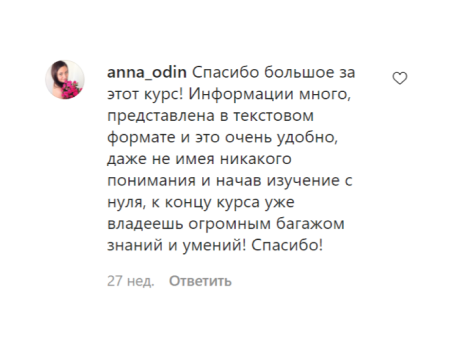 anna_odin Спасибо большое за
этот курс! Информации много,
представлена в текстовом
формате и это очень удобно,
даже не имея никакого
понимания и начав изучение с
нуля, к концу курса уже
владеешь огромным багажом
знаний и умений! Спасибо!
27 нед. Ответить